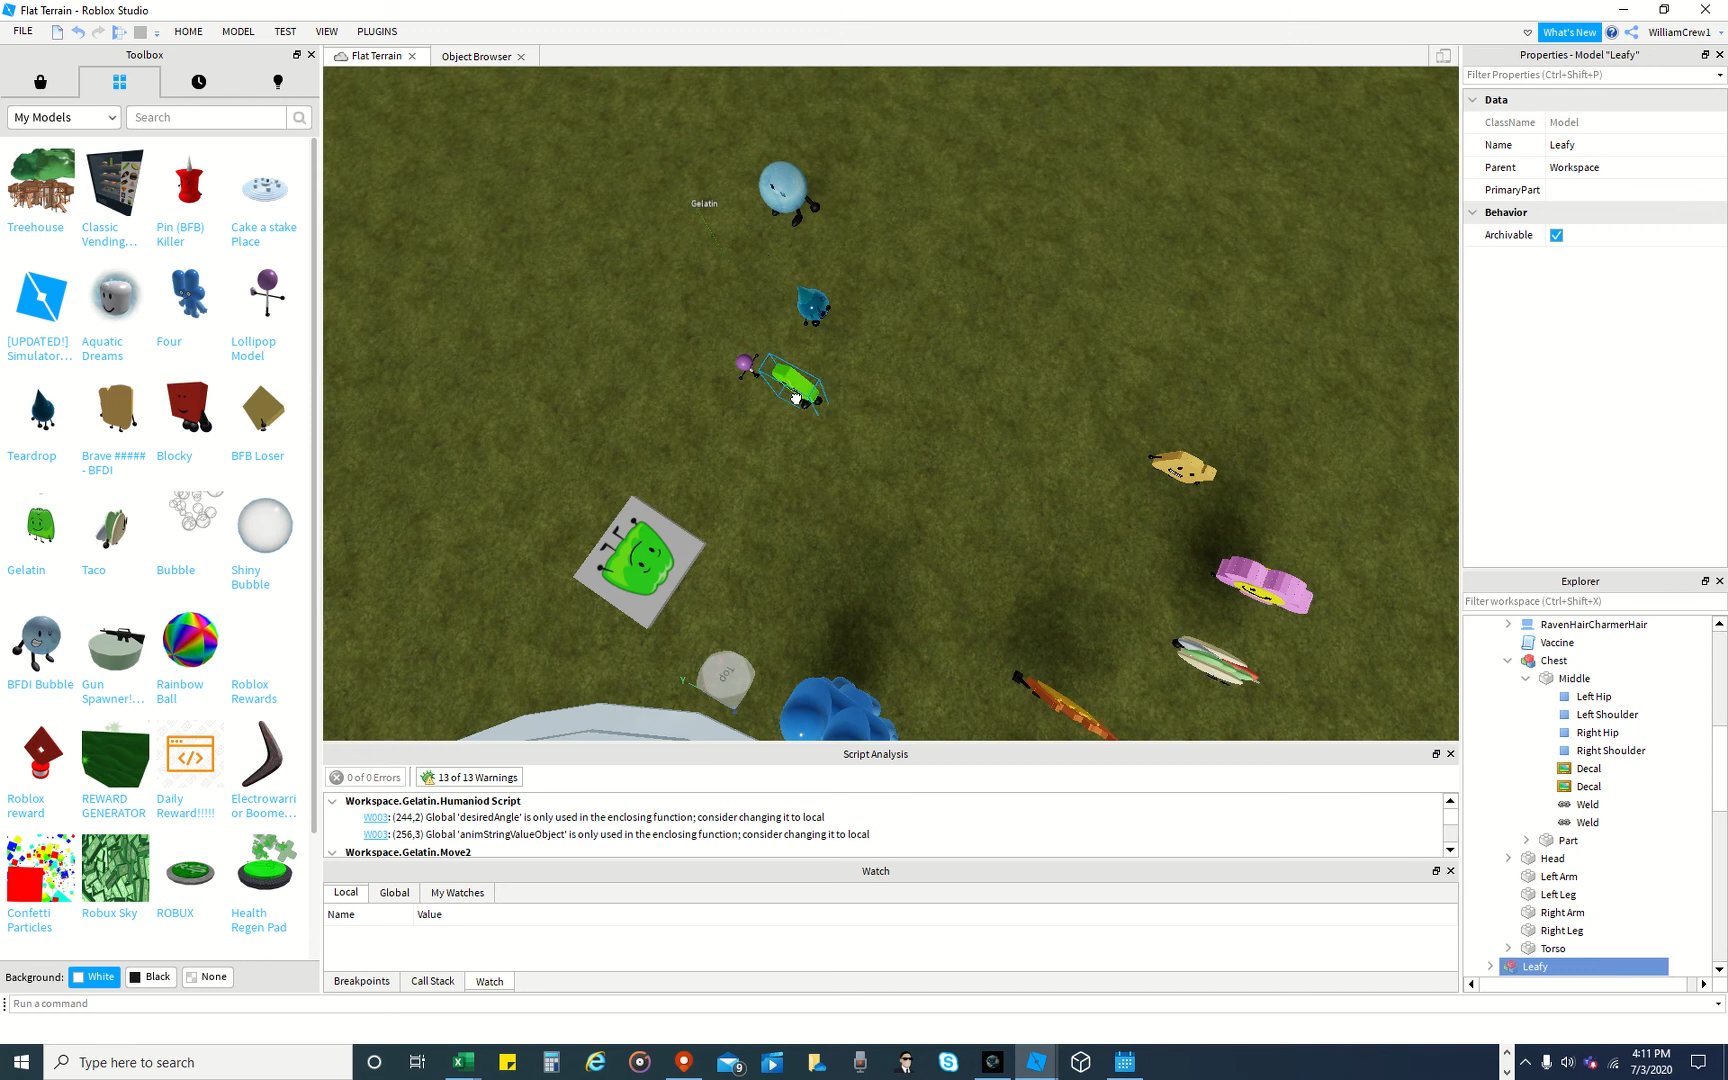 Flat Terrain - Roblox Studio
FILE
HOME
MODEL
TEST
VIEW
PLUGINS
What's New
WilliamCrew1
Toolbox
My Models
Search
Treehouse
Classic Vending...
Pin (BFB) Killer
Cake a stake Place
[UPDATED!] Simulator...
Aquatic Dreams
Four
Lollipop Model
Teardrop
Brave ##### - BFDI
Blocky
BFB Loser
Gelatin
Taco
Bubble
Shiny Bubble
BFDI Bubble
Gun Spawner!...
Rainbow Ball
Roblox Rewards
Roblox reward
REWARD GENERATOR
Daily Reward!!!!!
Electrowarri or Boome...
Confetti Particles
Robux Sky
ROBUX
Health Regen Pad
Background:
White
Black
None
Run a command
Flat Terrain
Object Browser
Gelatin
TOP
Y
Script Analysis
0 of 0 Errors
13 of 13 Warnings
Workspace.Gelatin.Humaniod Script
W003: (244,2) Global 'desiredAngle' is only used in the enclosing function; consider changing it to local
W003: (256,3) Global 'animStringValueObject' is only used in the enclosing function; consider changing it to local
Workspace.Gelatin.Move2
Watch
Local
Global
My Watches
Name
Value
Breakpoints
Call Stack
Watch
Properties - Model "Leafy"
Filter Properties (Ctrl+Shift+P)
Data
ClassName Model
Name Leafy
Parent Workspace
PrimaryPart
Behavior
Archivable
Explorer
Filter workspace (Ctrl+Shift+X)
RavenHairCharmerHair
Vaccine
Chest
Middle
Left Hip
Left Shoulder
Right Hip
Right Shoulder
Decal
Decal
Weld
Weld
Part
Head
Left Arm
Left Leg
Right Arm
Right Leg
Torso
Leafy
Type here to search
9
4:11 PM
7/3/2020